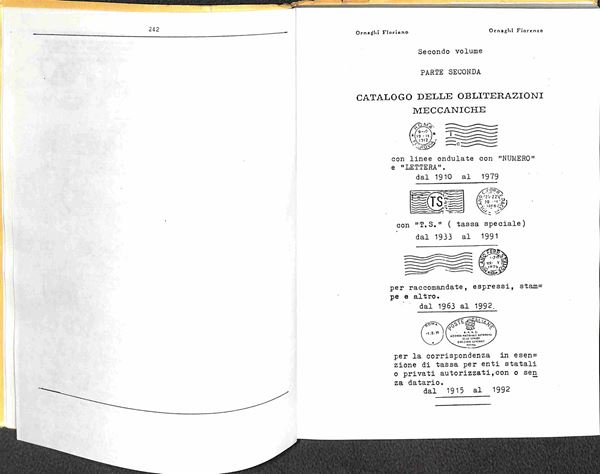 242
Ornaghi Floriano Ornaghi Fiorenzo
Secondo volume
PARTE SECONDA
CATALOGO DELLE OBLITERAZIONI
MECCANICHE
con linee ondulate con "NUMERO"
e "LETTERA".
dal 1910 al 1979
TS
con "T.S." ( tassa speciale)
dal 1933 al 1991
per raccomandate, espressi, stam=
pe e altro.
dal 1963 al 1992
ROMA
POSTE ITALIANE
per la corrispondenza in esen=
zione di tassa per enti statali
o privati autorizzati,con o sen
za datario.
dal 1915 al 1992